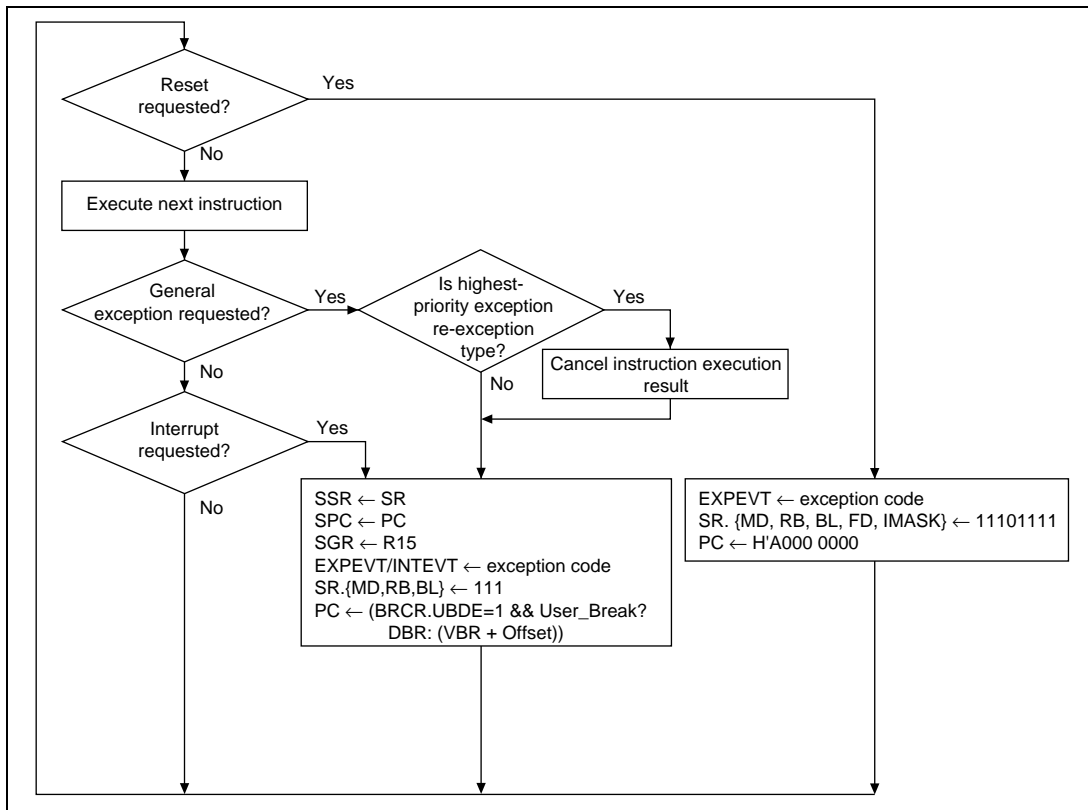 Reset
requested?
Yes
No
Execute next instruction
General
exception requested?
Yes
Is highest-
priority exception
re-exception
type?
Yes
Cancel instruction execution
result
No
No
Interrupt
requested?
Yes
No
SSR ← SR
SPC ← PC
SGR ← R15
EXPEVT/INTEVT ← exception code
SR.{MD,RB,BL} ← 111
PC ← (BRCR.UBDE=1 && User_Break?
DBR: (VBR + Offset))
EXPEVT ← exception code
SR. {MD, RB, BL, FD, IMASK} ← 11101111
PC ← H'A000 0000